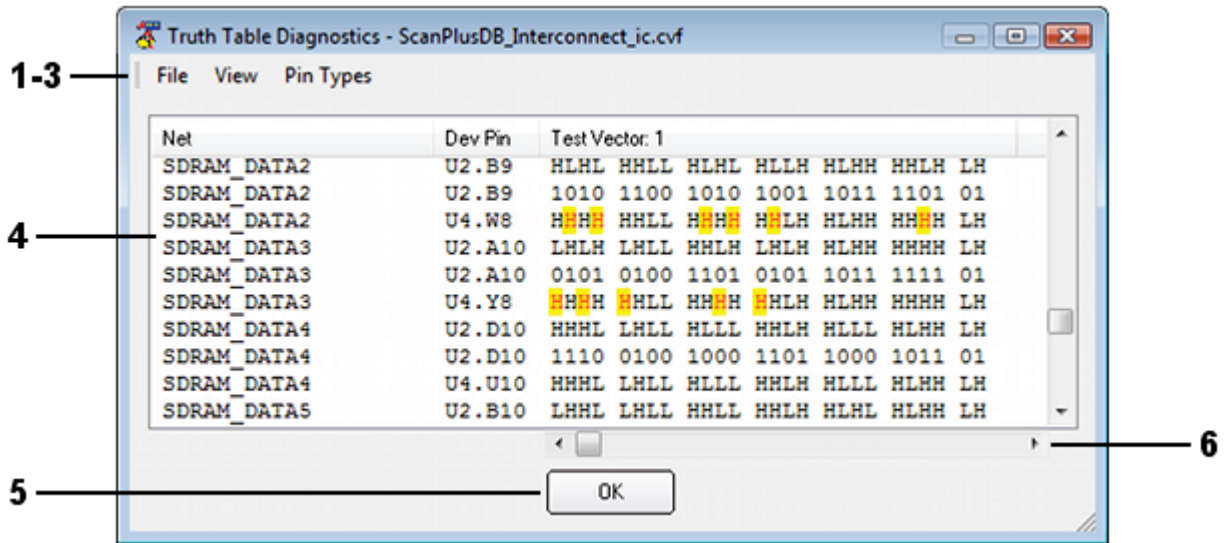 Truth Table Diagnostics - ScanPlusDB_Interconnect_ic.cvf
1-3
File View Pin Types
Net Dev Pin Test Vector: 1
SDRAM_DATA2 U2.B9 HLHL HHLL HLHL HLLH HLHH HHLH LH
SDRAM_DATA2 U2.B9 1010 1100 1010 1001 1011 1101 01
SDRAM_DATA2 U4.W8 HHHH HHLL HHHH HHLH HLHH HHHH LH
4
SDRAM_DATA3 U2.A10 LHLH LHLL HHLH LHLH HLHH HHHH LH
SDRAM_DATA3 U2.A10 0101 0100 1101 0101 1011 1111 01
SDRAM_DATA3 U4.Y8 HHHH HHLL HHHH HHLH HLHH HHHH LH
SDRAM_DATA4 U2.D10 HHHL LHLL HLLL HHLH HLLL HLHH LH
SDRAM_DATA4 U2.D10 1110 0100 1000 1101 1000 1011 01
SDRAM_DATA4 U4.U10 HHHL LHLL HLLL HHLH HLLL HLHH LH
SDRAM_DATA5 U2.B10 LHHL LHLL HHLL HHLH HLHL HLHH LH
6
5
OK